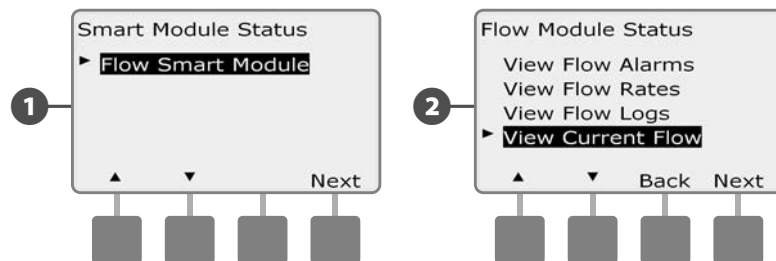 1
Smart Module Status
► Flow Smart Module
▲ ▼ Next
2
Flow Module Status
View Flow Alarms
View Flow Rates
View Flow Logs
► View Current Flow
▲ ▼ Back Next